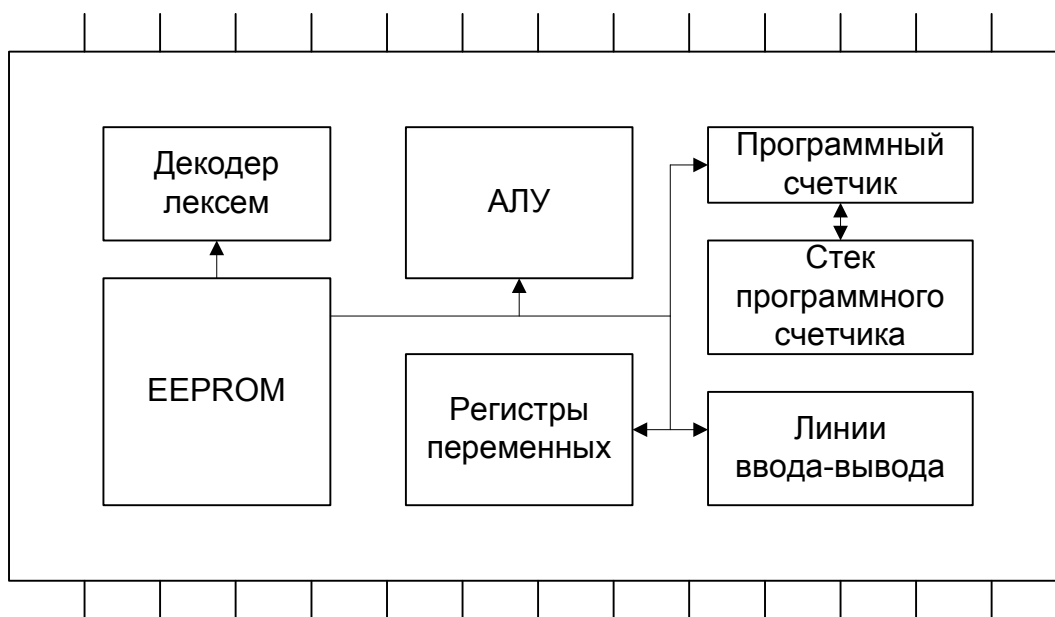 Декодер
лексем
АЛУ
Программный
счетчик
Стек
программного
счетчика
EEPROM
Регистры
переменных
Линии
ввода-вывода